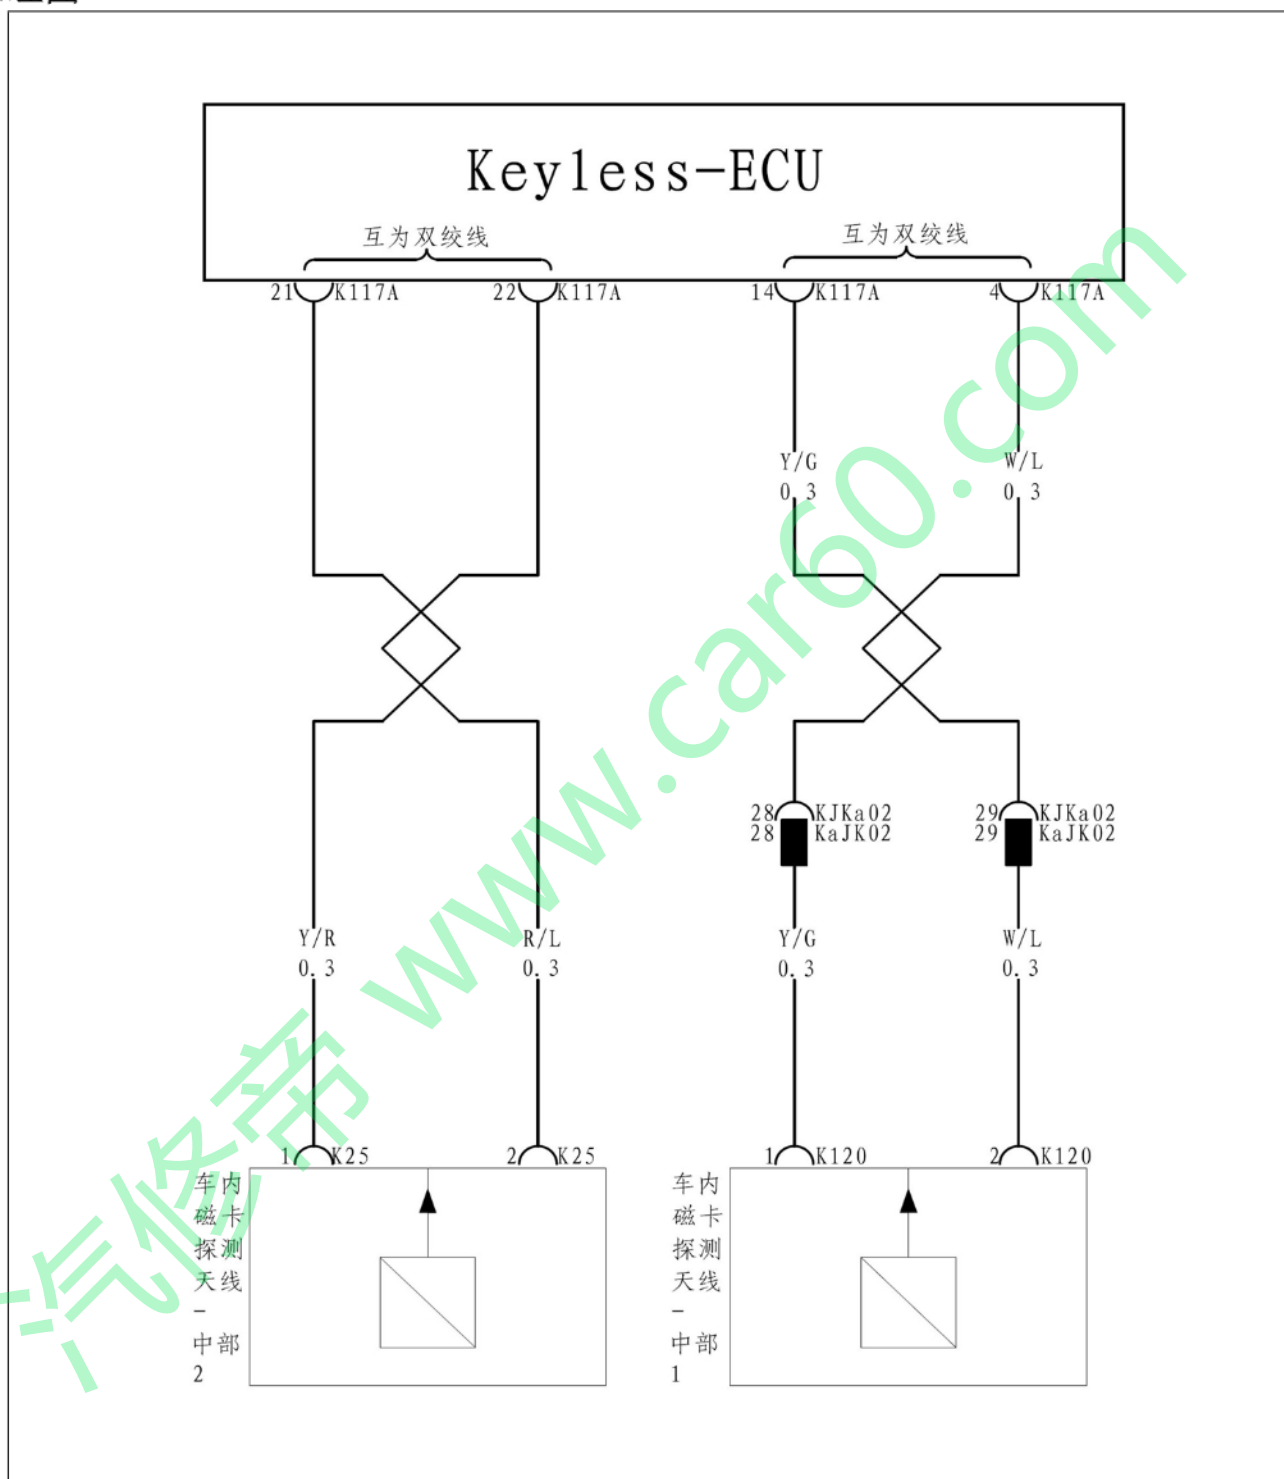 Keyless-ECU
互为双绞线
互为双绞线
21 K117A
22 K117A
14 K117A
4 K117A
Y/G
0.3
W/L
0.3
28 KJKa02
28 KaJK02
29 KJKa02
29 KaJK02
Y/R
0.3
R/L
0.3
Y/G
0.3
W/L
0.3
1 K25
2 K25
1 K120
2 K120
车内
磁卡
探测
天线
-
中部
2
车内
磁卡
探测
天线
-
中部
1
汽修帝 www.car60.com